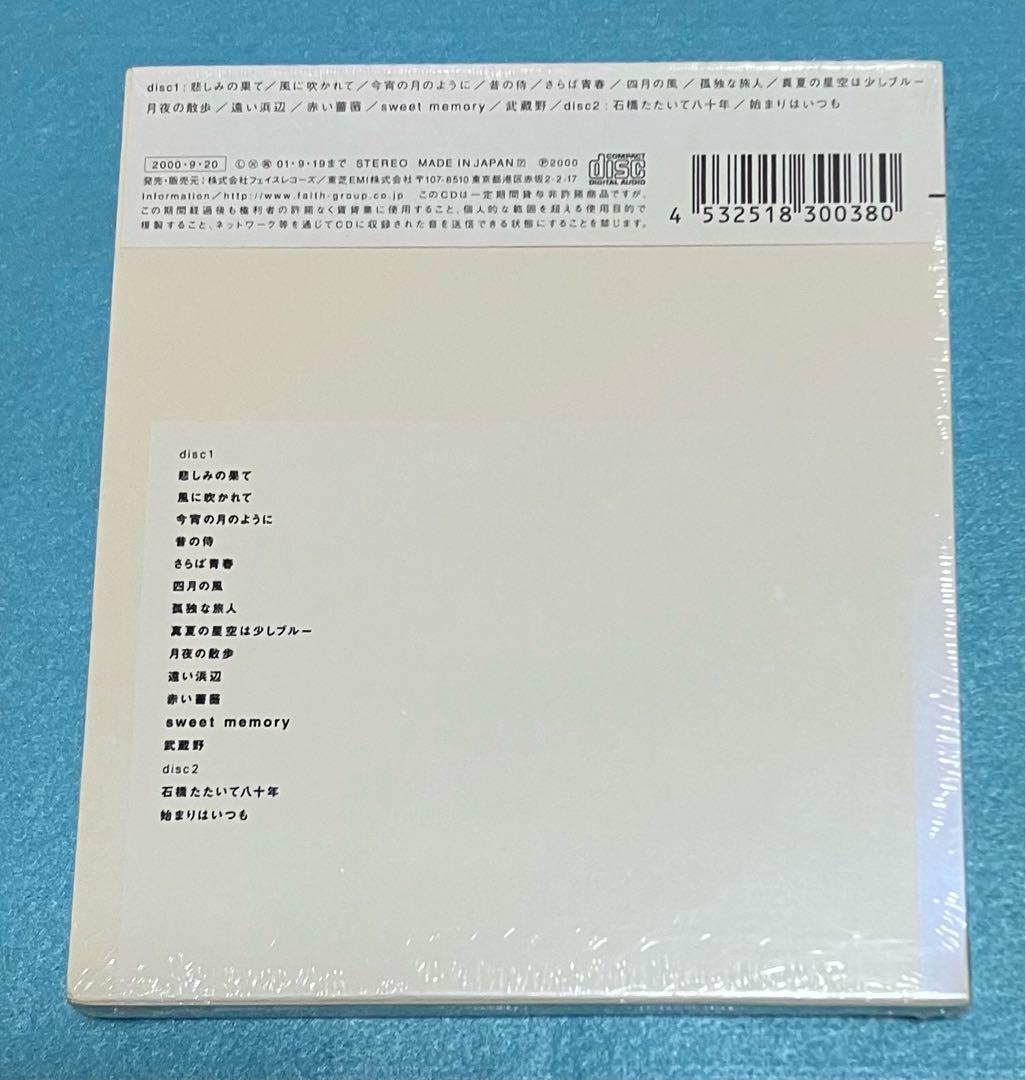 disc1：悲しみの果て／風に吹かれて／今宵の月のように／昔の侍／さらば青春／四月の風／孤独な旅人／真夏の星空は少しブルー
月夜の散歩／遠い浜辺／赤い薔薇／sweet memory／武蔵野／disc2：石橋たたいて八十年／始まりはいつも
2000・9・20 Ⓛ Ⓧ 01・9・19まで STEREO MADE IN JAPAN ℗2000
COMPACT disc DIGITAL AUDIO
発売・販売元：株式会社フェイスレコーズ／東芝EMI株式会社 〒107-8510 東京都港区赤坂2-2-17
Information／http://www.faith-group.co.jp このCDは一定期間貸与非許諾商品ですが、
この期間経過後も権利者の許諾なく賃貸業に使用すること、個人的な範囲を超える使用目的で
複製すること、ネットワーク等を通じてCDに収録された音を送信できる状態にすることを禁じます。
4 532518 300380
disc1
悲しみの果て
風に吹かれて
今宵の月のように
昔の侍
さらば青春
四月の風
孤独な旅人
真夏の星空は少しブルー
月夜の散歩
遠い浜辺
赤い薔薇
sweet memory
武蔵野
disc2
石橋たたいて八十年
始まりはいつも